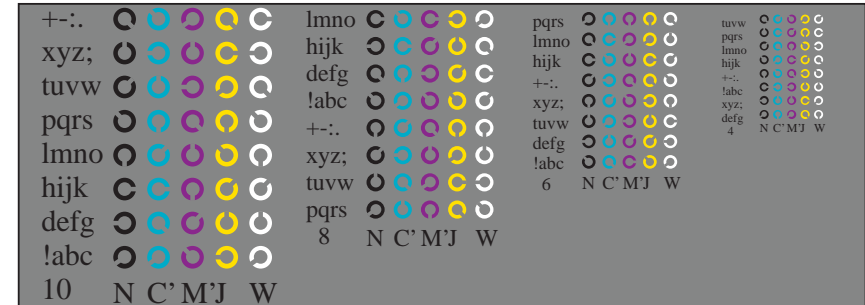 +-:.
xyz;
tuvw
pqrs
lmno
hijk
defg
!abc
10 N C’ M’J W
lmno
hijk
defg
!abc
+-:.
xyz;
tuvw
pqrs
8 N C’ M’J W
pqrs
lmno
hijk
+-:.
xyz;
tuvw
defg
!abc
6 N C’ M’J W
tuvw
pqrs
lmno
hijk
+-:.
!abc
xyz;
defg
4 N C’ M’J W